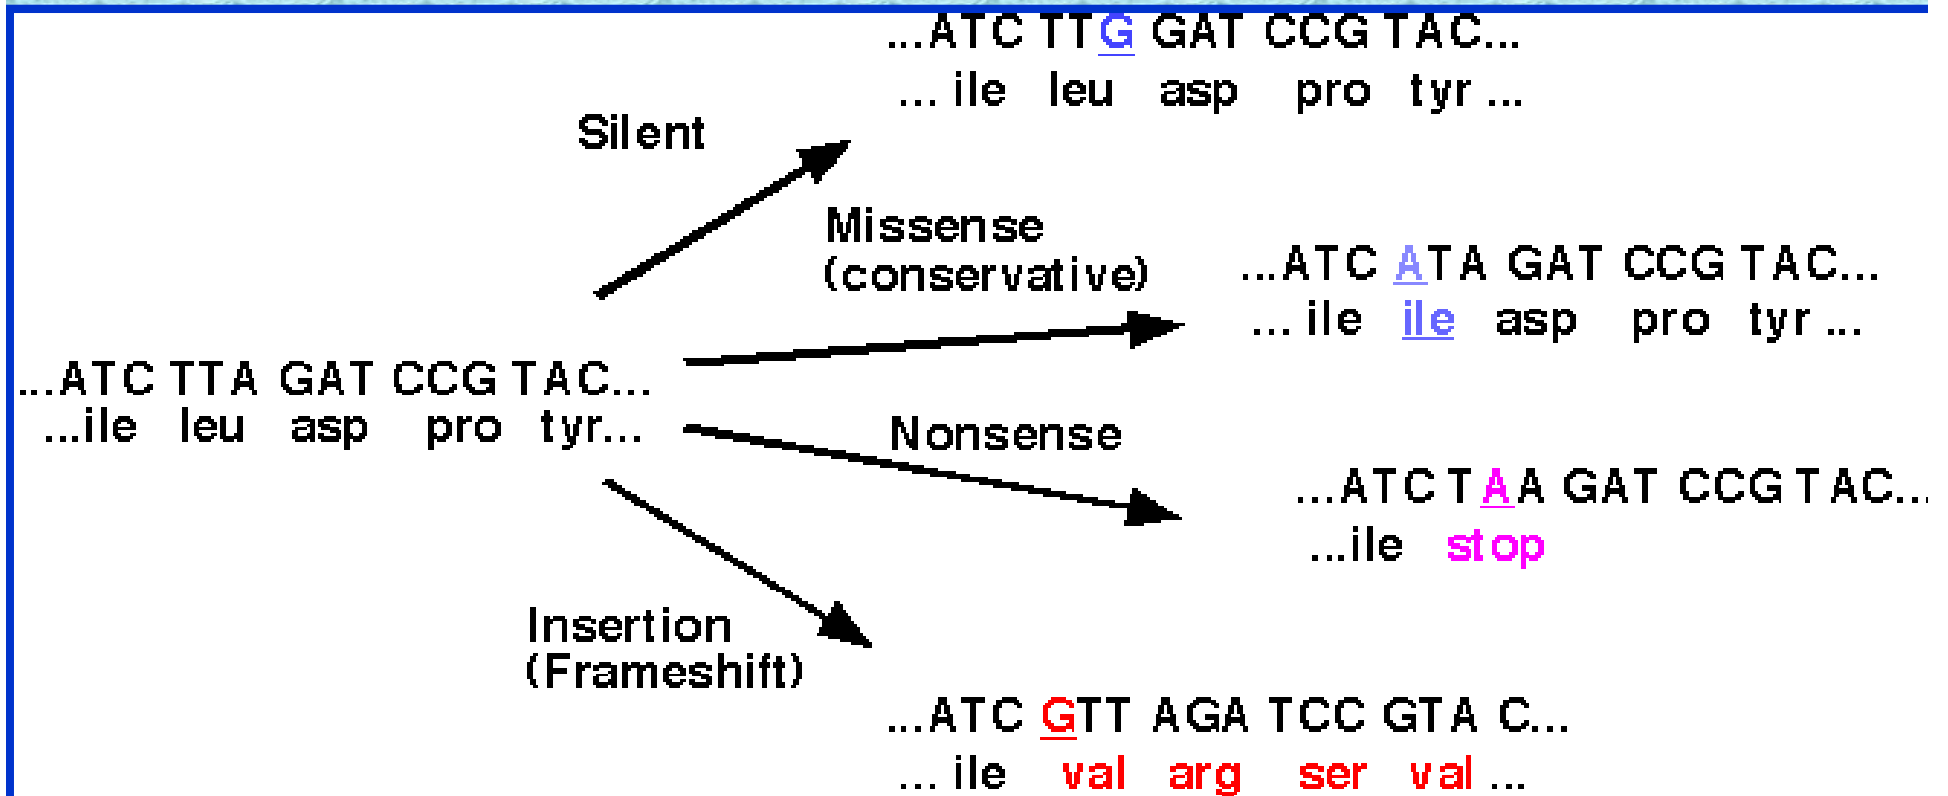 ...ATC TTG GAT CCG TAC...
... ile leu asp pro tyr ...
Silent
Missense
(conservative)
...ATC ATA GAT CCG TAC...
... ile ile asp pro tyr ...
...ATC TTA GAT CCG TAC...
...ile leu asp pro tyr...
Nonsense
...ATC TAA GAT CCG TAC...
...ile stop
Insertion
(Frameshift)
...ATC GTT AGA TCC GTA C...
... ile val arg ser val ...